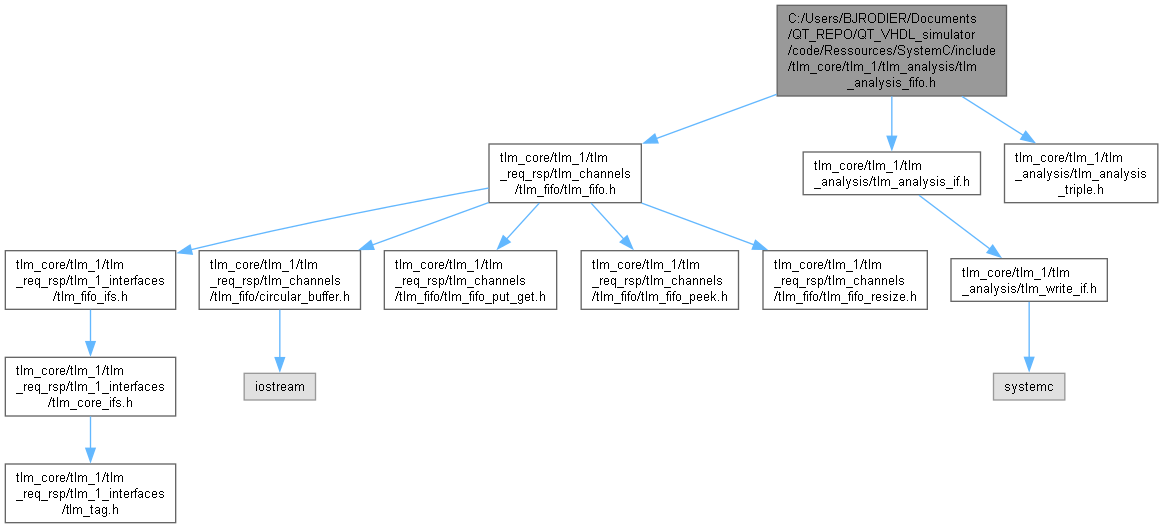 C:/Users/BJRODIER/Documents
/QT_REPO/QT_VHDL_simulator
/code/Ressources/SystemC/include
/tlm_core/tlm_1/tlm_analysis/tlm
_analysis_fifo.h
tlm_core/tlm_1/tlm
_req_rsp/tlm_channels
/tlm_fifo/tlm_fifo.h
tlm_core/tlm_1/tlm
_analysis/tlm_analysis_if.h
tlm_core/tlm_1/tlm
_analysis/tlm_analysis
_triple.h
tlm_core/tlm_1/tlm
_req_rsp/tlm_1_interfaces
/tlm_fifo_ifs.h
tlm_core/tlm_1/tlm
_req_rsp/tlm_channels
/tlm_fifo/circular_buffer.h
tlm_core/tlm_1/tlm
_req_rsp/tlm_channels
/tlm_fifo/tlm_fifo_put_get.h
tlm_core/tlm_1/tlm
_req_rsp/tlm_channels
/tlm_fifo/tlm_fifo_peek.h
tlm_core/tlm_1/tlm
_req_rsp/tlm_channels
/tlm_fifo/tlm_fifo_resize.h
tlm_core/tlm_1/tlm
_analysis/tlm_write_if.h
tlm_core/tlm_1/tlm
_req_rsp/tlm_1_interfaces
/tlm_core_ifs.h
iostream
systemc
tlm_core/tlm_1/tlm
_req_rsp/tlm_1_interfaces
/tlm_tag.h